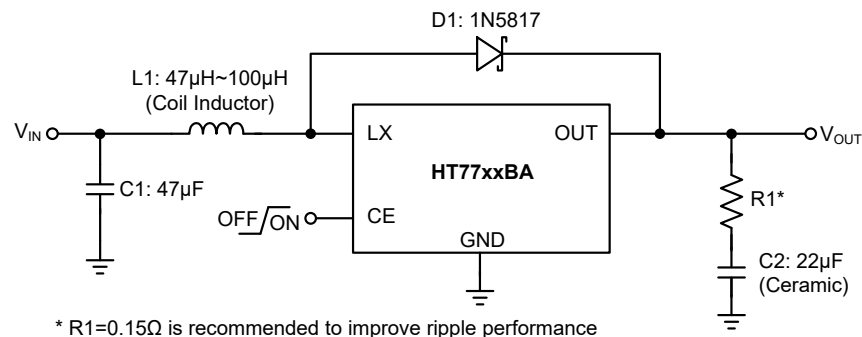 D1: 1N5817
L1: 47µH~100µH
(Coil Inductor)
VIN
LX
OUT
VOUT
HT77xxBA
C1: 47µF
R1*
OFF/ON
CE
GND
C2: 22µF
(Ceramic)
* R1=0.15Ω is recommended to improve ripple performance